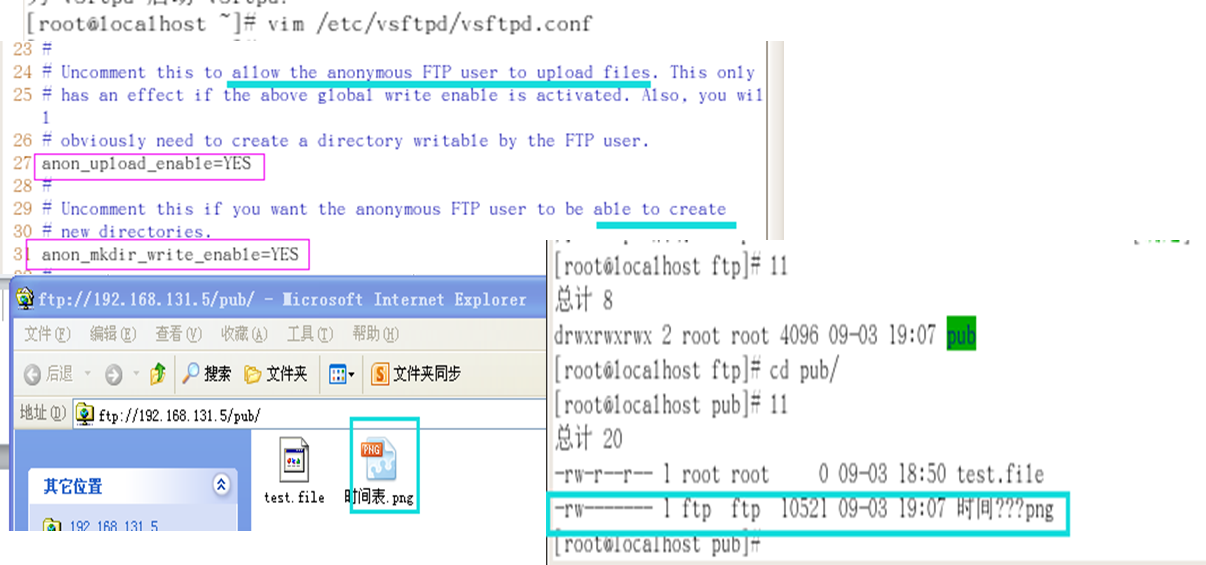 [root@localhost ~]# vim /etc/vsftpd/vsftpd.conf
23 #
24 # Uncomment this to allow the anonymous FTP user to upload files. This only
25 # has an effect if the above global write enable is activated. Also, you wil
l
26 # obviously need to create a directory writable by the FTP user.
27 anon_upload_enable=YES
28 #
29 # Uncomment this if you want the anonymous FTP user to be able to create
30 # new directories.
31 anon_mkdir_write_enable=YES
ftp://192.168.131.5/pub/ - Microsoft Internet Explorer
文件(F) 编辑(E) 查看(V) 收藏(A) 工具(T) 帮助(H)
后退 搜索 文件夹 文件夹同步
地址(D) ftp://192.168.131.5/pub/
其它位置
192.168.131.5
test.file
PNG
时间表.png
[root@localhost ftp]# ll
总计 8
drwxrwxrwx 2 root root 4096 09-03 19:07 pub
[root@localhost ftp]# cd pub/
[root@localhost pub]# ll
总计 20
-rw-r--r-- 1 root root 0 09-03 18:50 test.file
-rw------- 1 ftp ftp 10521 09-03 19:07 时间???png
[root@localhost pub]#